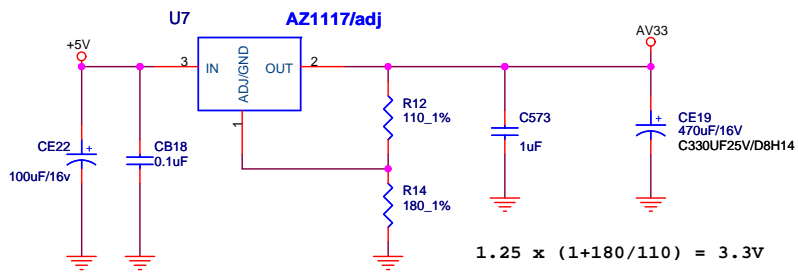 U7
AZ1117/adj
+5V
AV33
3
IN
OUT
2
ADJ/GND
1
R12
110_1%
C573
1uF
CE19
470uF/16V
C330UF25V/D8H14
+
+
CE22
100uF/16v
CB18
0.1uF
R14
180_1%
1.25 x (1+180/110) = 3.3V